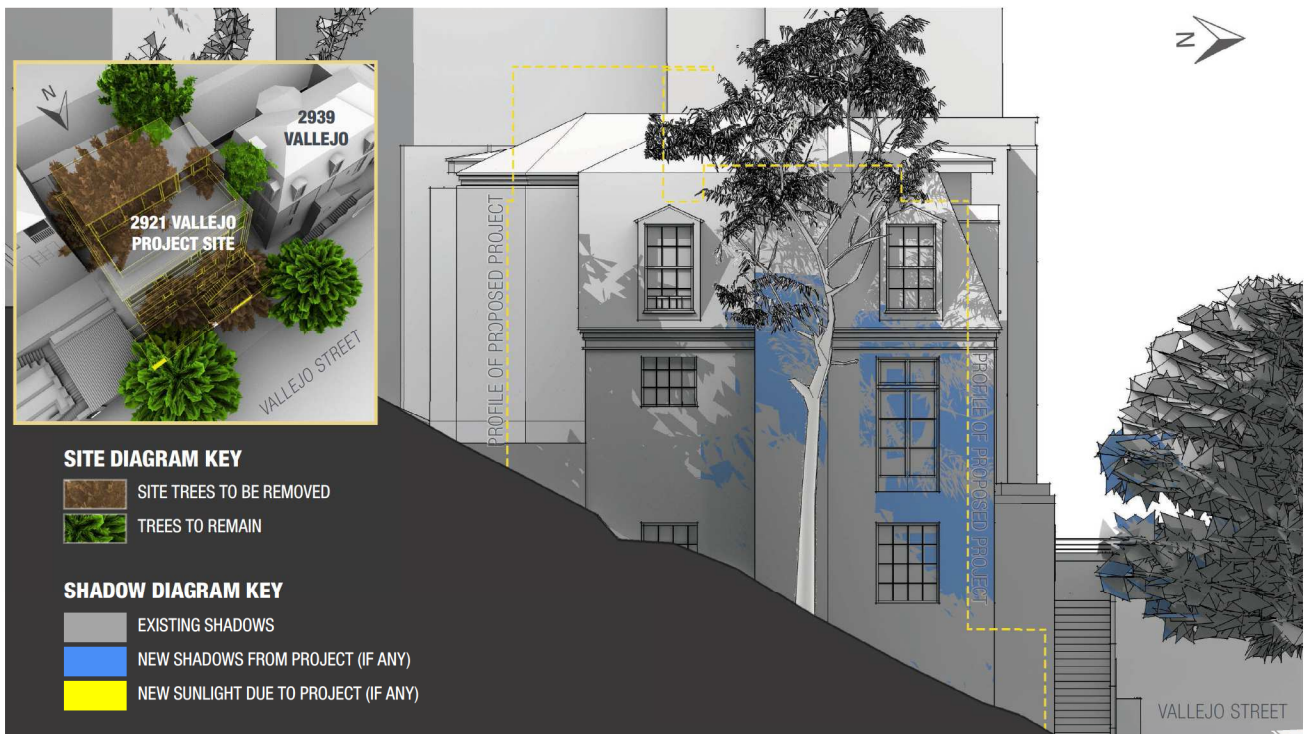 N
N
2939
VALLEJO
2921 VALLEJO
PROJECT SITE
VALLEJO STREET
PROFILE OF PROPOSED PROJECT
PROFILE OF PROPOSED PROJECT
SITE DIAGRAM KEY
SITE TREES TO BE REMOVED
TREES TO REMAIN
SHADOW DIAGRAM KEY
EXISTING SHADOWS
NEW SHADOWS FROM PROJECT (IF ANY)
NEW SUNLIGHT DUE TO PROJECT (IF ANY)
VALLEJO STREET